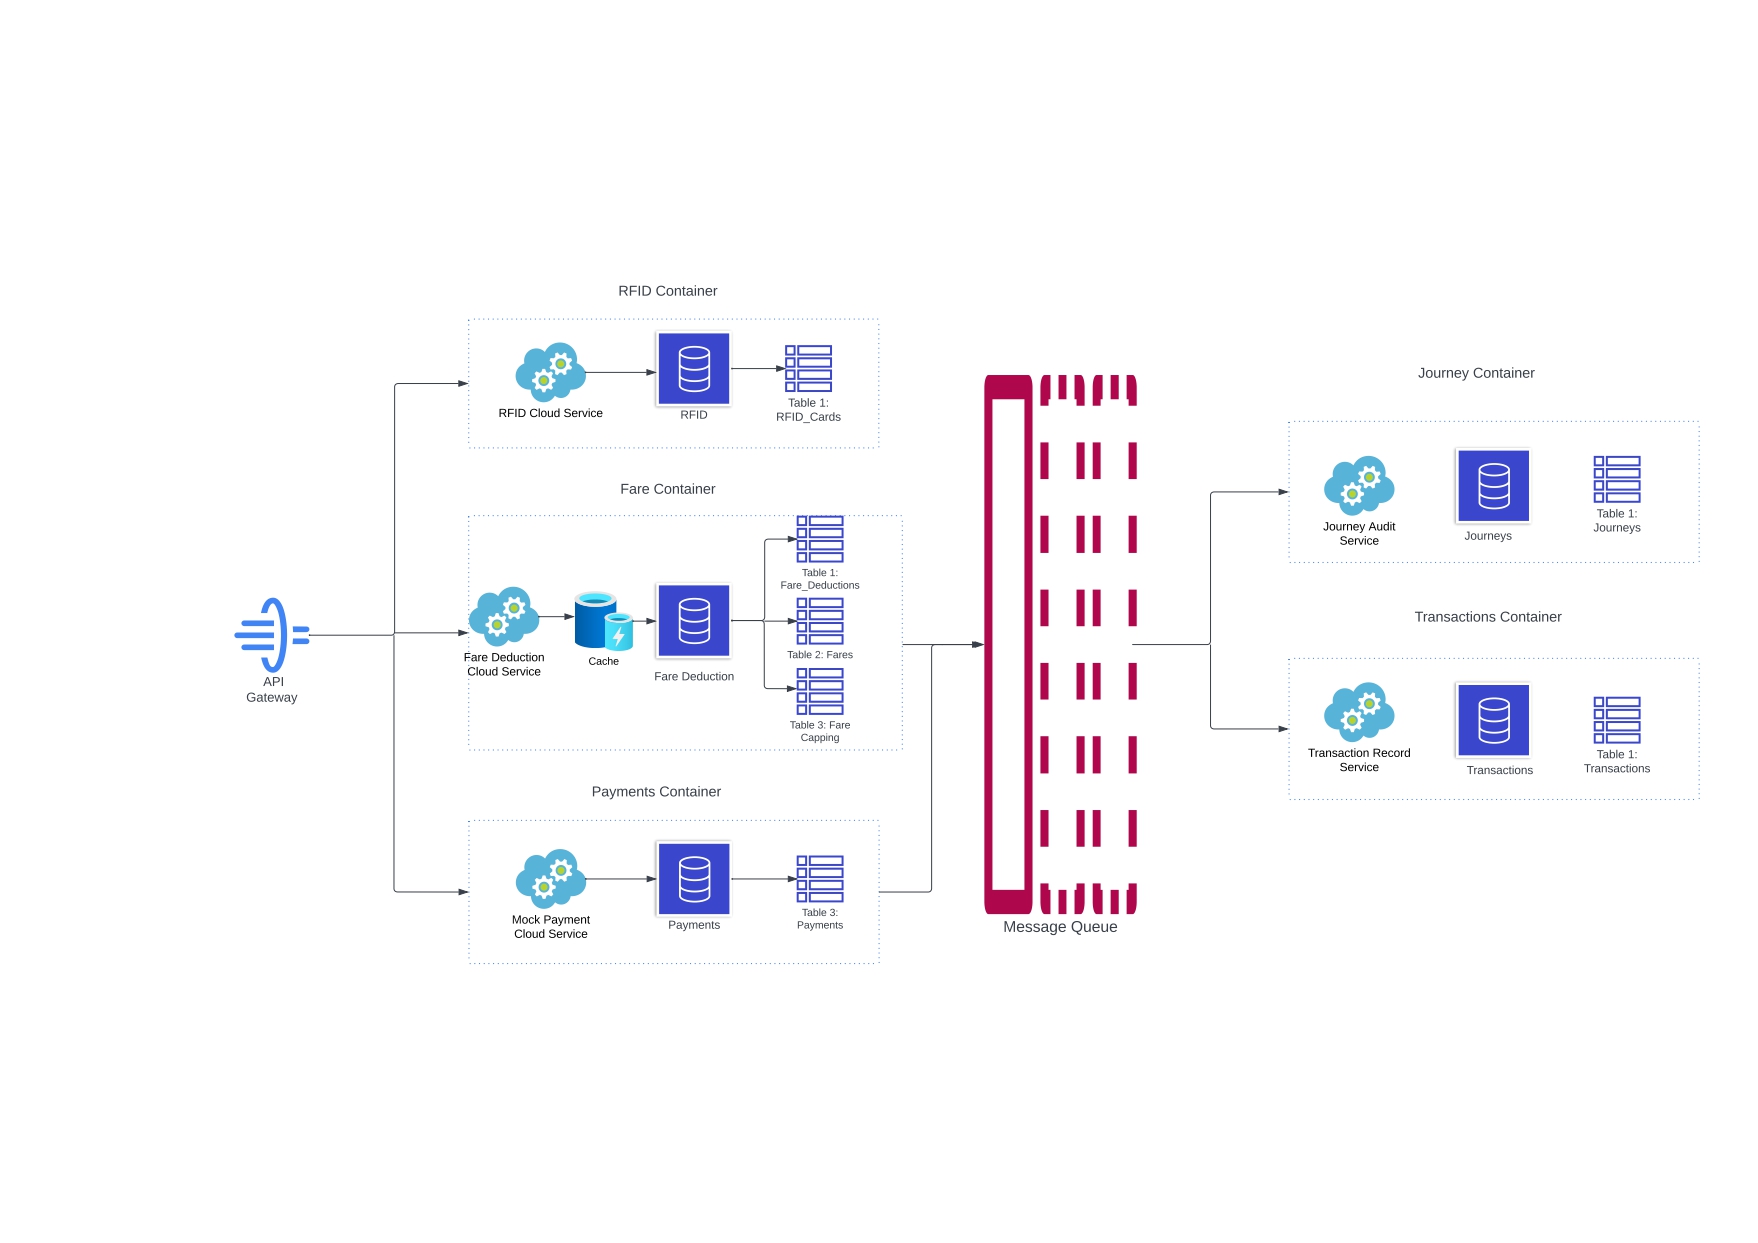 RFID Container
RFID Cloud Service
RFID
Table 1:
RFID_Cards
Fare Container
Table 1:
Fare_Deductions
Fare Deduction
Cloud Service
Cache
Fare Deduction
Table 2: Fares
Table 3: Fare
Capping
API
Gateway
Payments Container
Mock Payment
Cloud Service
Payments
Table 3:
Payments
Message Queue
Journey Container
Journey Audit
Service
Journeys
Table 1:
Journeys
Transactions Container
Transaction Record
Service
Transactions
Table 1:
Transactions